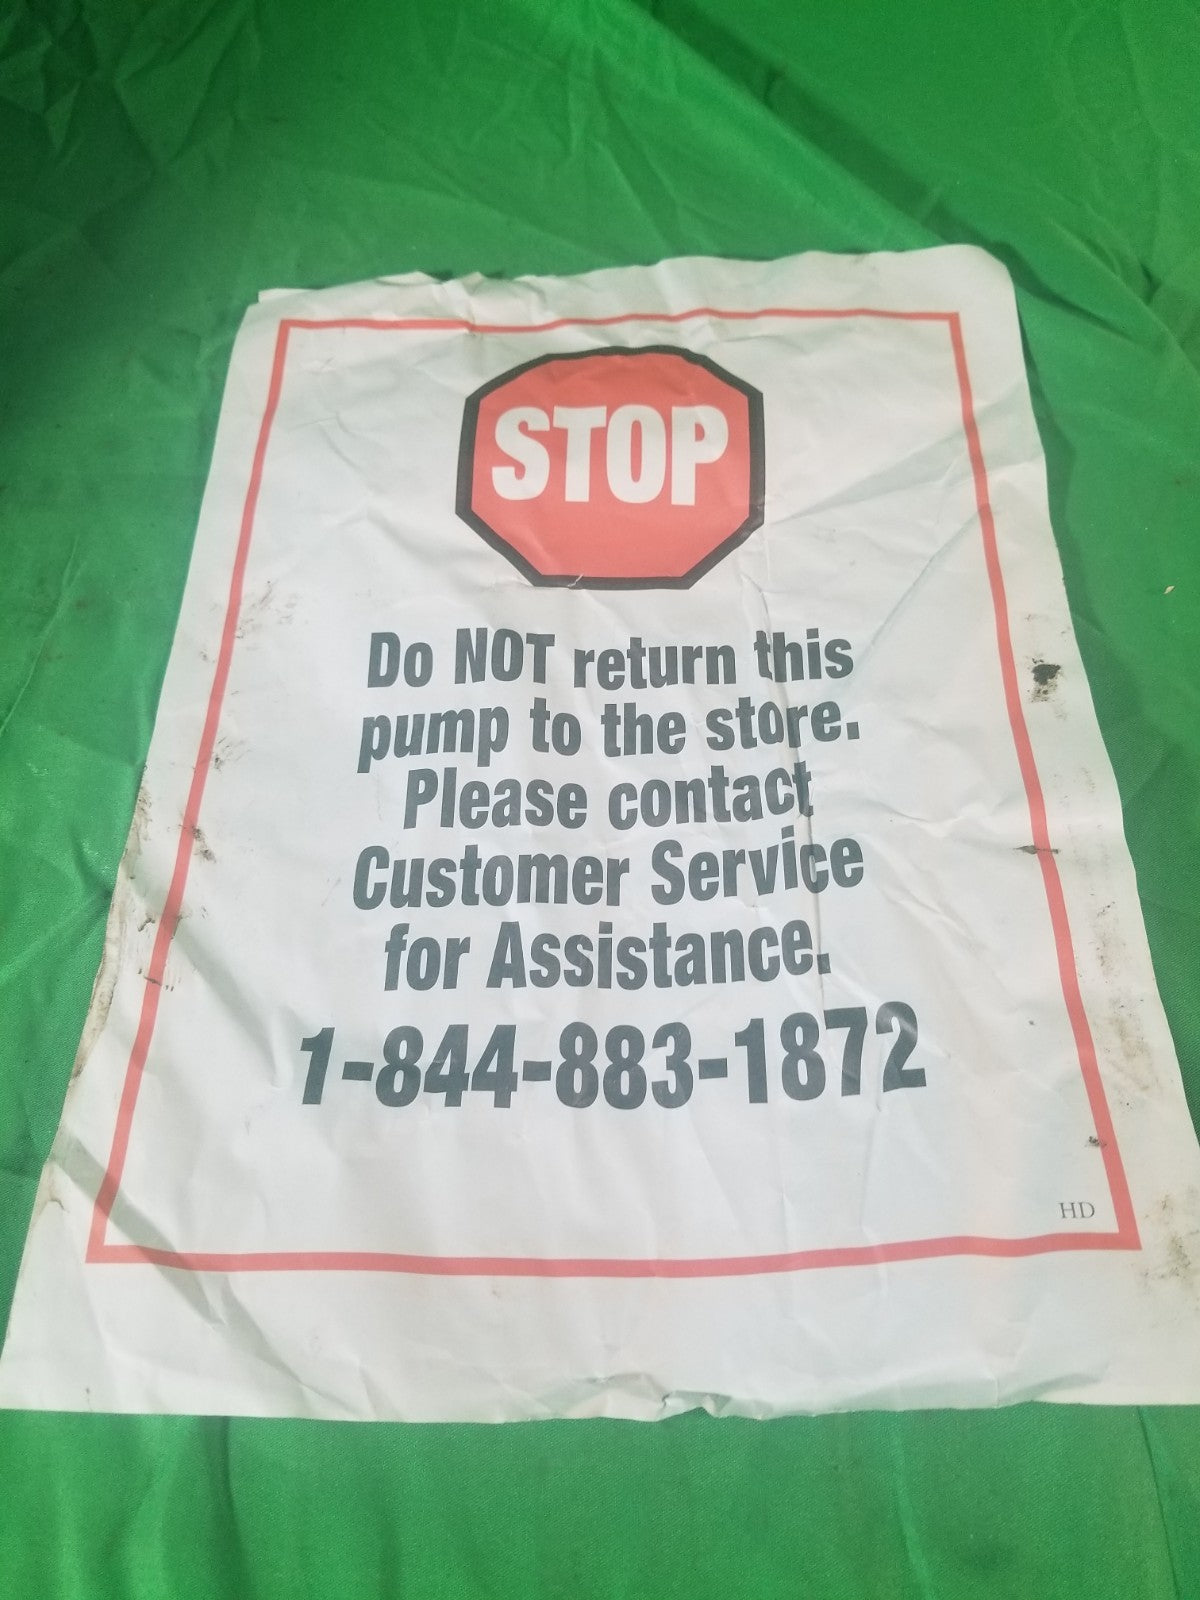 STOP
Do NOT return this
pump to the store.
Please contact
Customer Service
for Assistance.
1-844-883-1872
HD